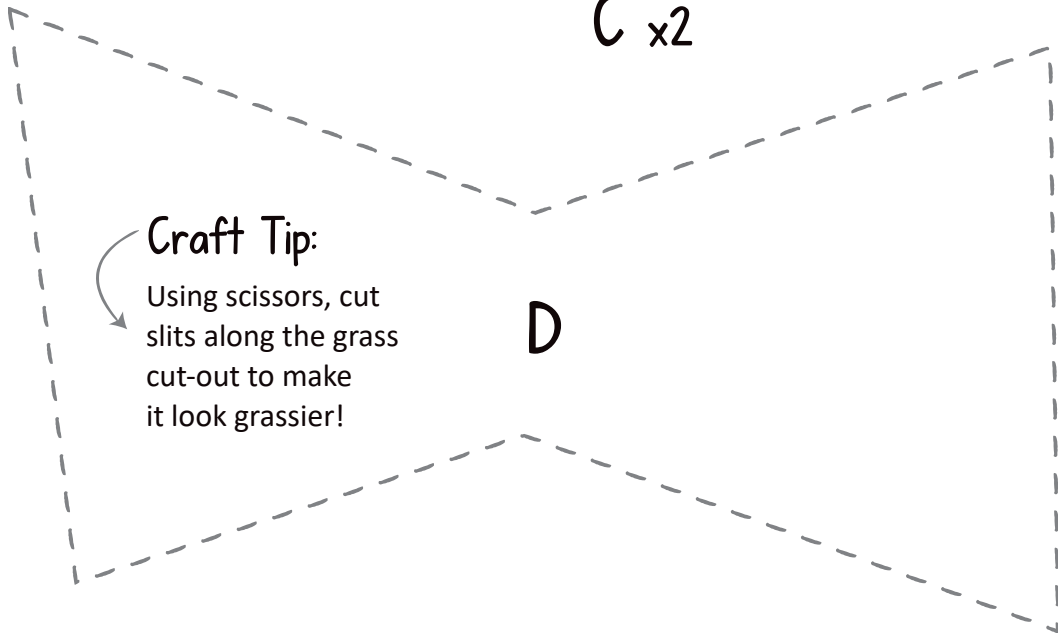 C x2
Craft Tip:
Using scissors, cut
slits along the grass
cut-out to make
it look grassier!
D